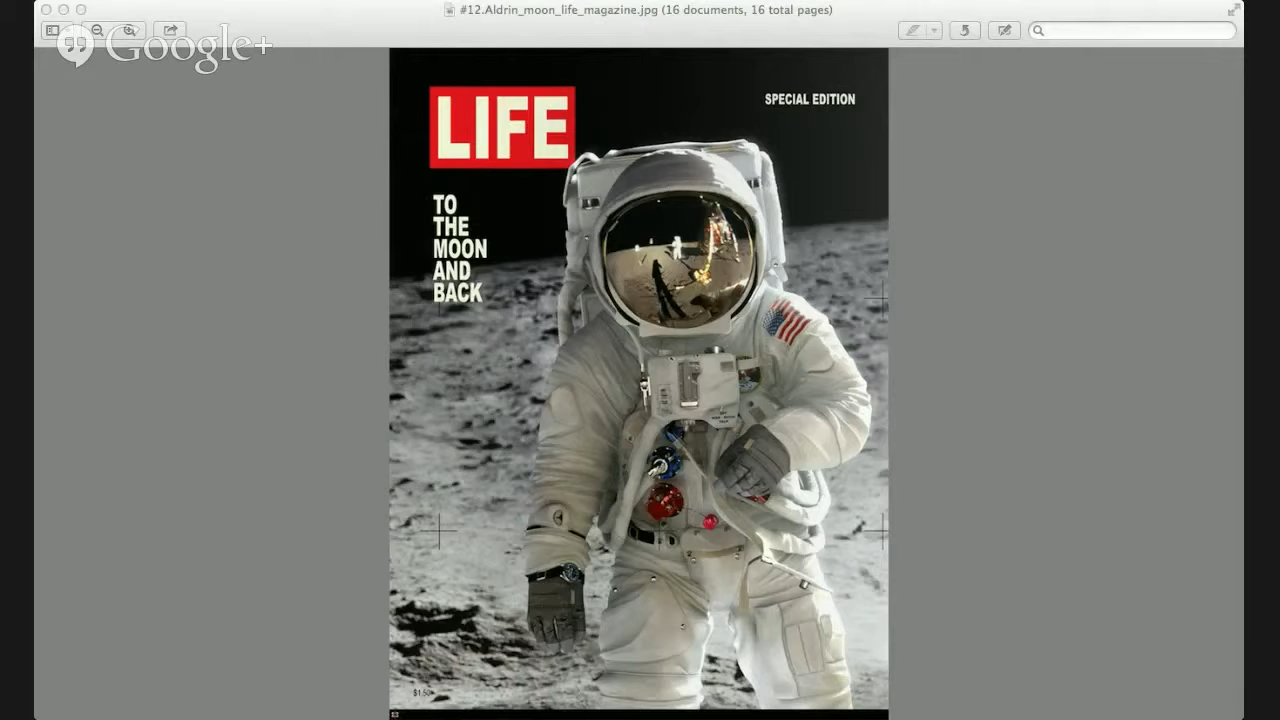 #12.Aldrin_moon_life_magazine.jpg (16 documents, 16 total pages)
Google+
LIFE
SPECIAL EDITION
TO
THE
MOON
AND
BACK
$1.50